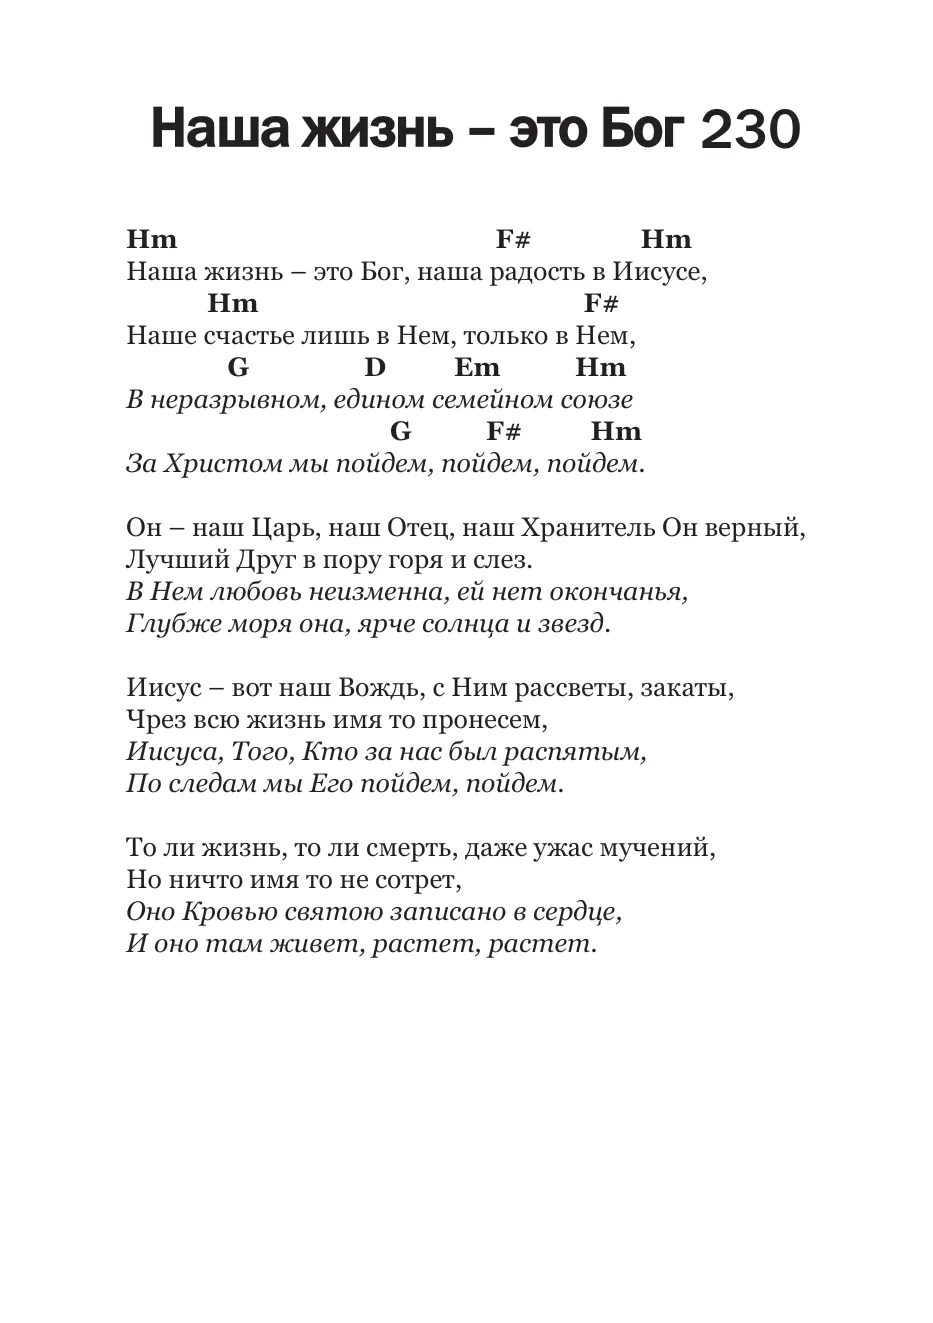 Наша жизнь – это Бог 230
Hm F# Hm
Наша жизнь – это Бог, наша радость в Иисусе,
Hm F#
Наше счастье лишь в Нем, только в Нем,
G D Em Hm
В неразрывном, едином семейном союзе
G F# Hm
За Христом мы пойдем, пойдем, пойдем.
Он – наш Царь, наш Отец, наш Хранитель Он верный,
Лучший Друг в пору горя и слез.
В Нем любовь неизменна, ей нет окончанья,
Глубже моря она, ярче солнца и звезд.
Иисус – вот наш Вождь, с Ним рассветы, закаты,
Чрез всю жизнь имя то пронесем,
Иисуса, Того, Кто за нас был распятым,
По следам мы Его пойдем, пойдем.
То ли жизнь, то ли смерть, даже ужас мучений,
Но ничто имя то не сотрет,
Оно Кровью святою записано в сердце,
И оно там живет, растет, растет.